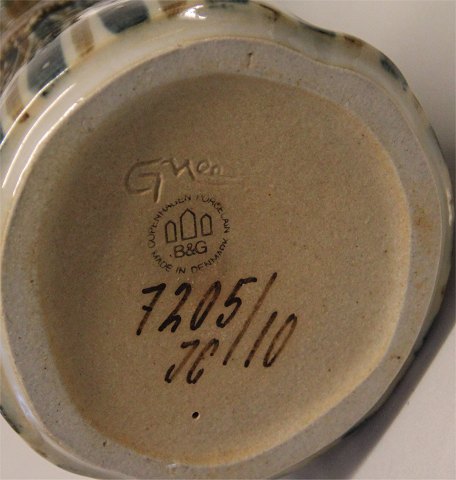 COPENHAGEN PORCELAIN
B&G
MADE IN DENMARK
7205/10
JC